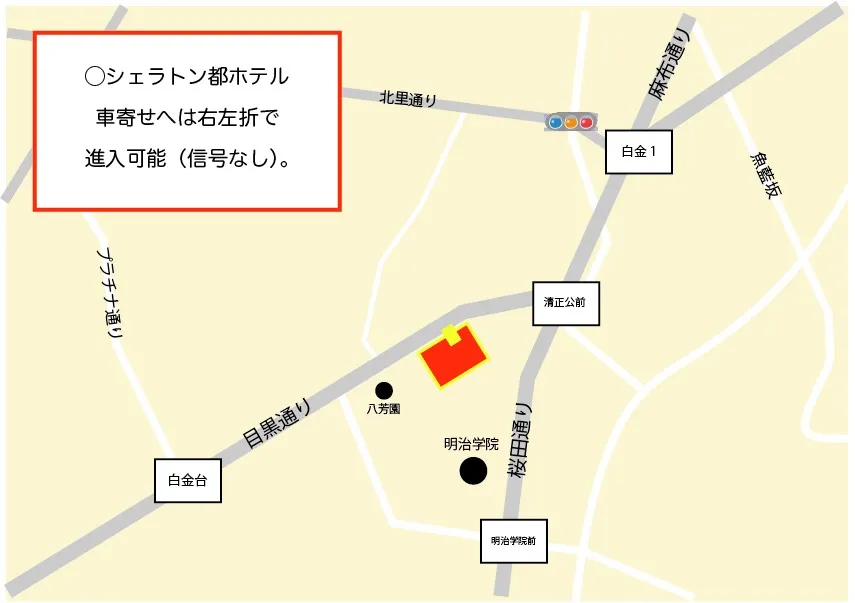 ◯シェラトン都ホテル
車寄せへは右左折で
進入可能（信号なし）。
北里通り
麻布通り
白金１
魚藍坂
プラチナ通り
清正公前
目黒通り
八芳園
桜田通り
明治学院
白金台
明治学院前